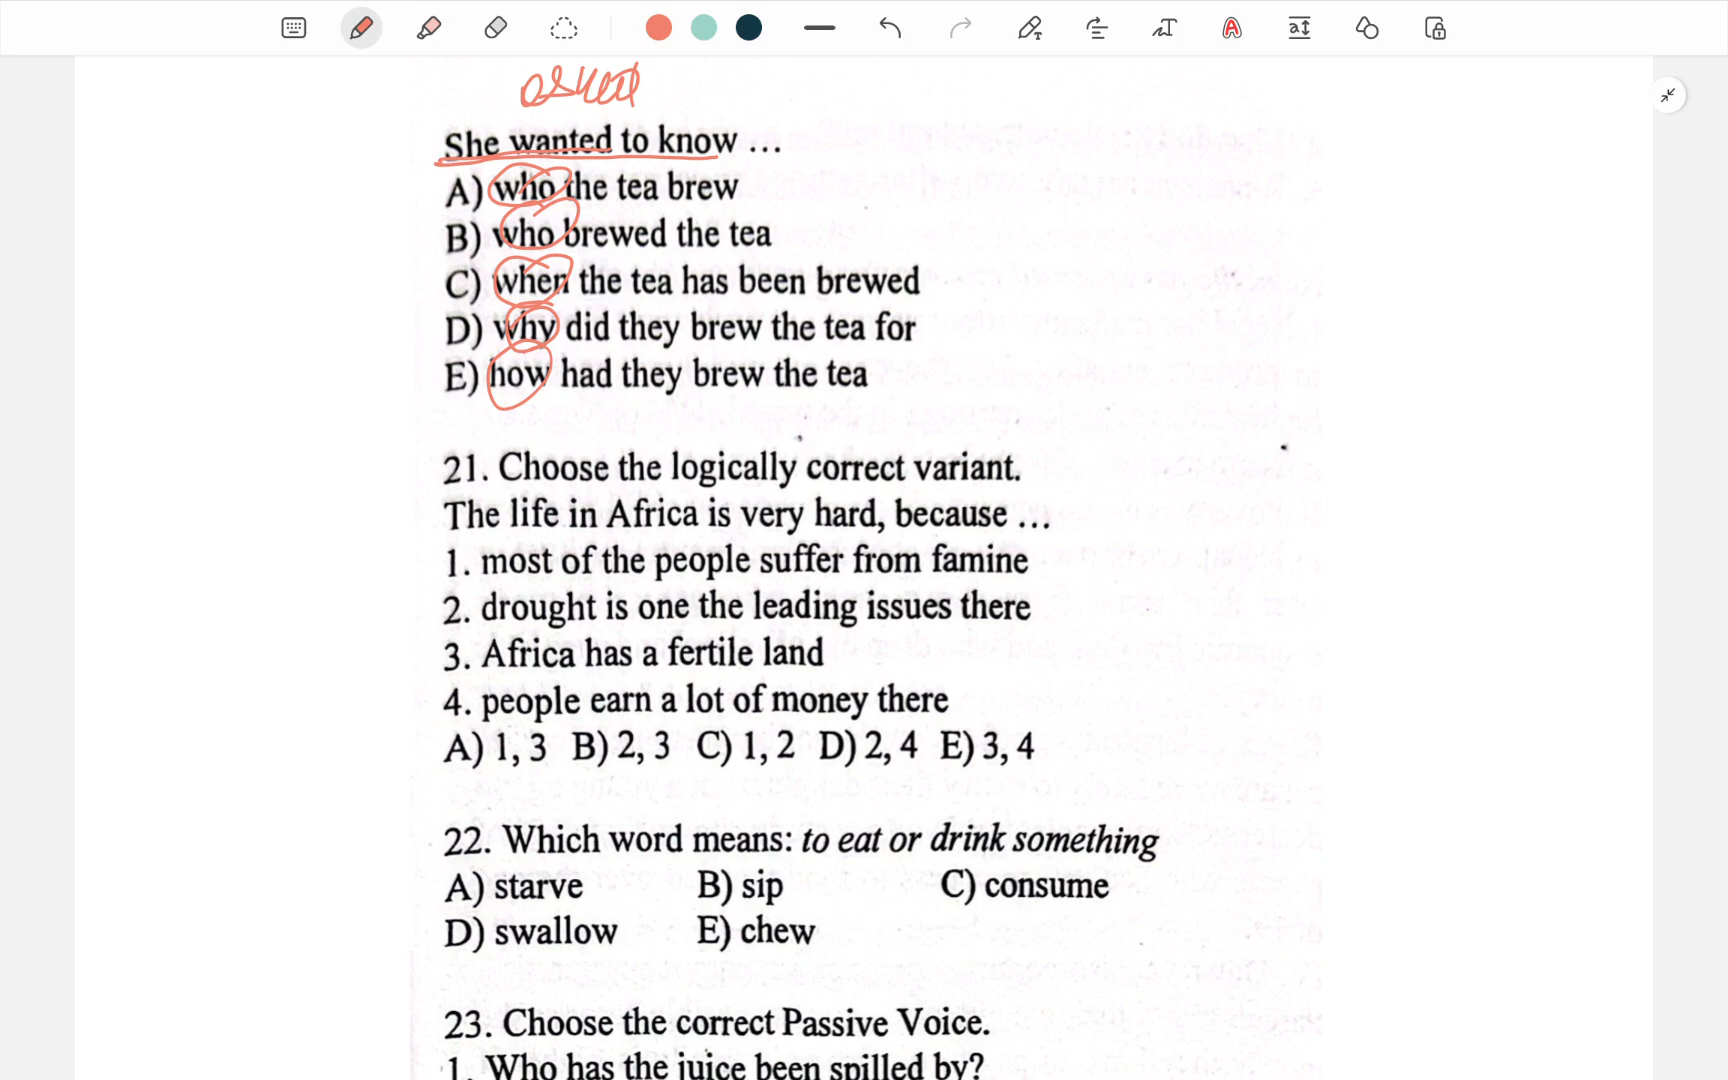 asked
She wanted to know ...
A) who the tea brew
B) who brewed the tea
C) when the tea has been brewed
D) why did they brew the tea for
E) how had they brew the tea
21. Choose the logically correct variant.
The life in Africa is very hard, because ...
1. most of the people suffer from famine
2. drought is one the leading issues there
3. Africa has a fertile land
4. people earn a lot of money there
A) 1, 3 B) 2, 3 C) 1, 2 D) 2, 4 E) 3, 4
22. Which word means: to eat or drink something
A) starve B) sip C) consume
D) swallow E) chew
23. Choose the correct Passive Voice.
1. Who has the juice been spilled by?